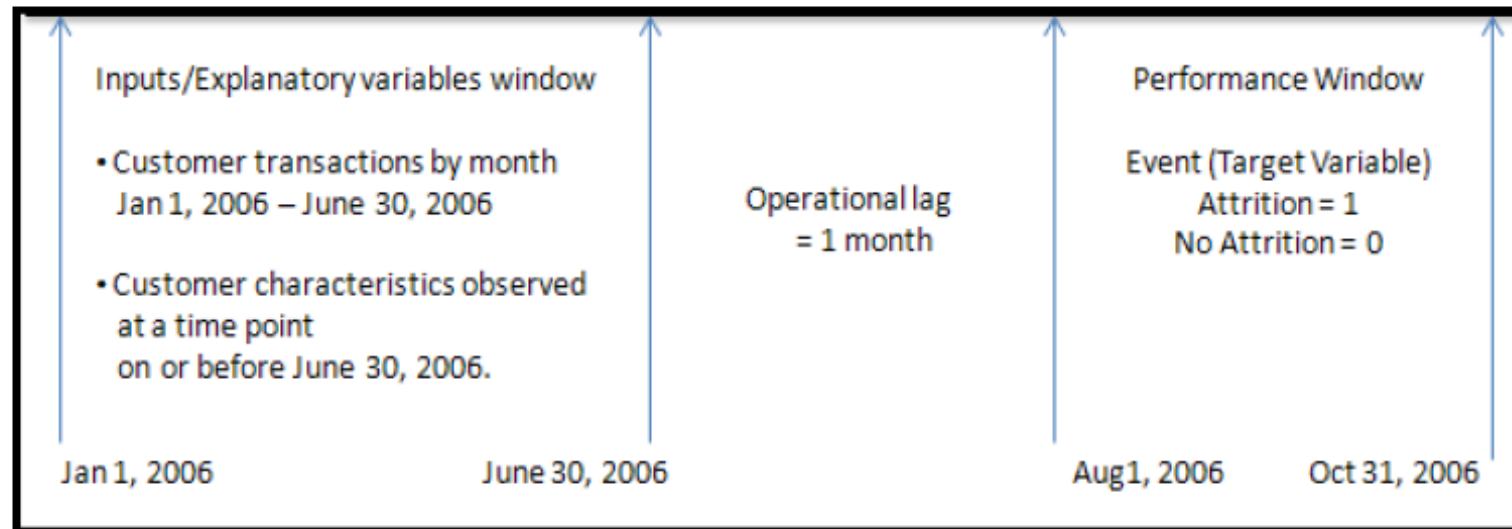 Inputs/Explanatory variables window
• Customer transactions by month
Jan 1, 2006 – June 30, 2006
• Customer characteristics observed
at a time point
on or before June 30, 2006.
Operational lag
= 1 month
Performance Window
Event (Target Variable)
Attrition = 1
No Attrition = 0
Jan 1, 2006
June 30, 2006
Aug1, 2006
Oct 31, 2006